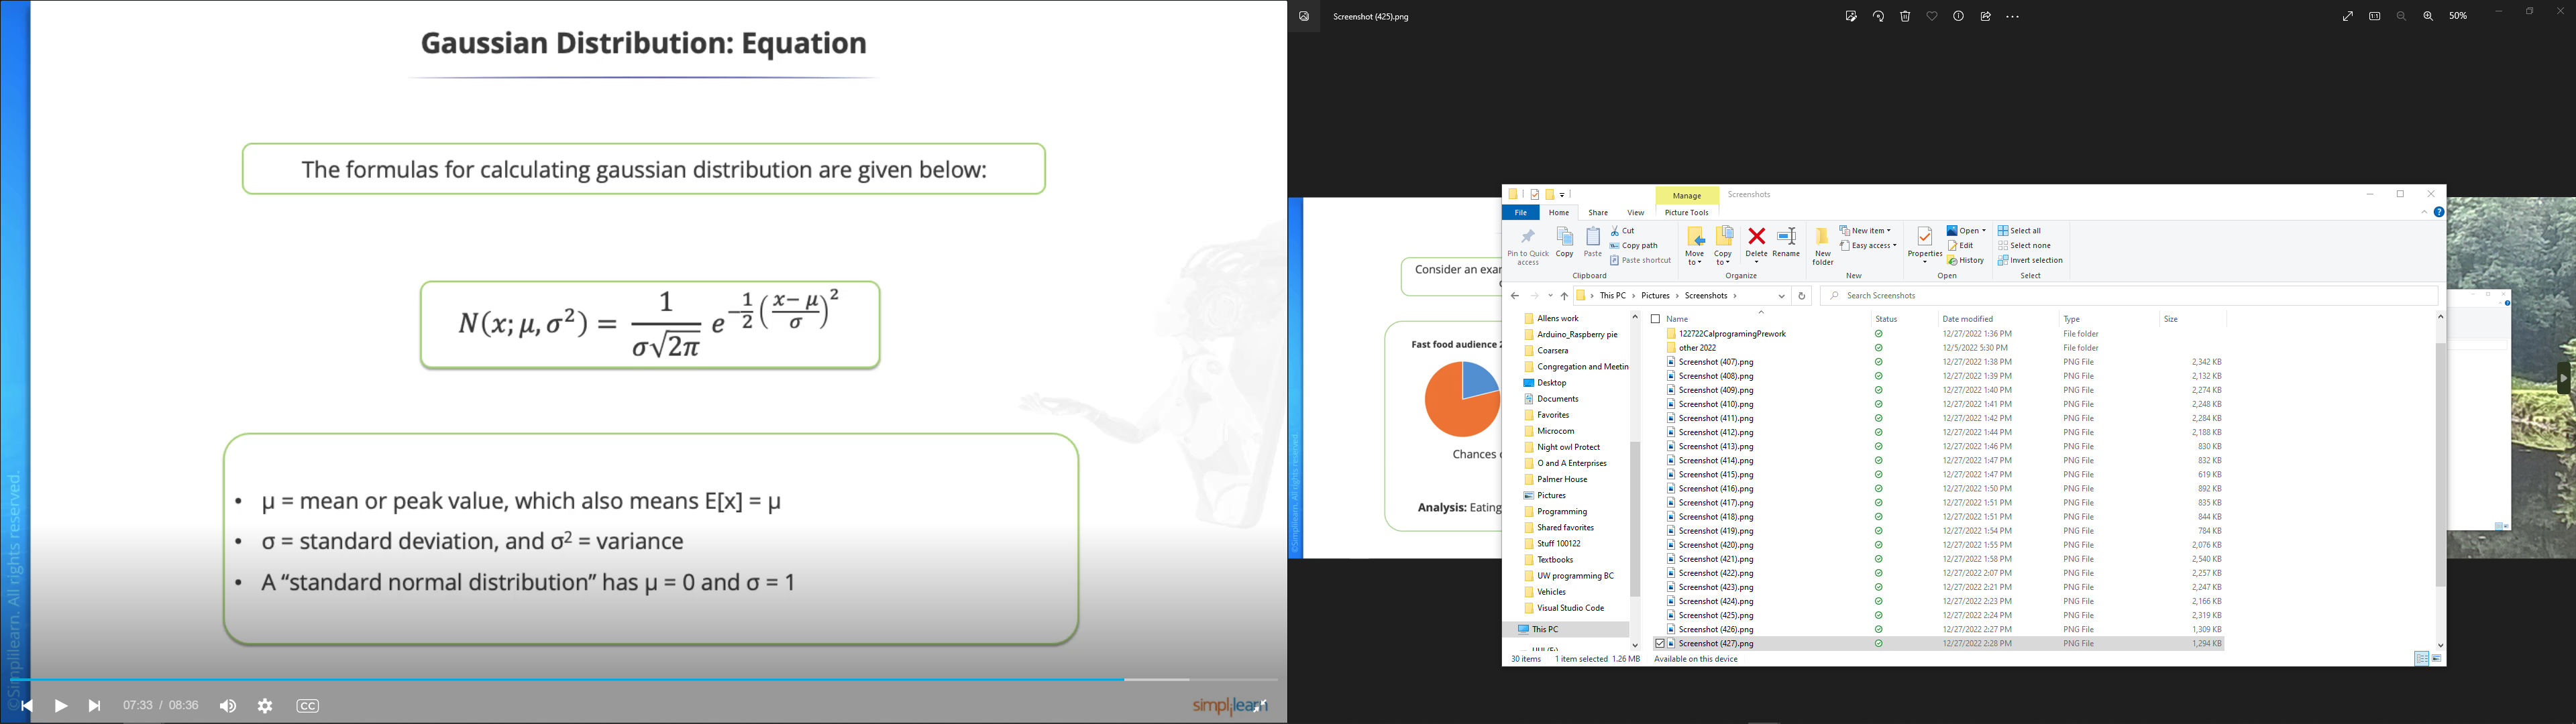 Gaussian Distribution: Equation
The formulas for calculating gaussian distribution are given below:
N(x; μ, σ²) = 1/(σ√2π) e^(−1/2((x− μ)/σ)²)
• μ = mean or peak value, which also means E[x] = μ
• σ = standard deviation, and σ² = variance
• A “standard normal distribution” has μ = 0 and σ = 1
©Simplilearn. All rights reserved.
07:33 / 08:36
CC
simplilearn
Screenshot (425).png
50%
Consider an exa
Fast food audience 2
Chances
Analysis: Eating
©Simplilearn. All rights reserved.
Manage
Screenshots
File
Home
Share
View
Picture Tools
Pin to Quick access
Copy
Paste
Cut
Copy path
Paste shortcut
Clipboard
Move to
Copy to
Delete
Rename
Organize
New folder
New item
Easy access
New
Properties
Open
Edit
History
Open
Select all
Select none
Invert selection
Select
This PC > Pictures > Screenshots >
Search Screenshots
Allens work
Arduino_Raspberry pie
Coarsera
Congregation and Meetin
Desktop
Documents
Favorites
Microcom
Night owl Protect
O and A Enterprises
Palmer House
Pictures
Programming
Shared favorites
Stuff 100122
Textbooks
UW programming BC
Vehicles
Visual Studio Code
This PC
Name Status Date modified Type Size
122722CalprogramingPrework 12/27/2022 1:36 PM File folder
other 2022 12/5/2022 5:30 PM File folder
Screenshot (407).png 12/27/2022 1:38 PM PNG File 2,342 KB
Screenshot (408).png 12/27/2022 1:39 PM PNG File 2,132 KB
Screenshot (409).png 12/27/2022 1:40 PM PNG File 2,274 KB
Screenshot (410).png 12/27/2022 1:41 PM PNG File 2,248 KB
Screenshot (411).png 12/27/2022 1:42 PM PNG File 2,284 KB
Screenshot (412).png 12/27/2022 1:44 PM PNG File 2,188 KB
Screenshot (413).png 12/27/2022 1:46 PM PNG File 830 KB
Screenshot (414).png 12/27/2022 1:47 PM PNG File 832 KB
Screenshot (415).png 12/27/2022 1:47 PM PNG File 619 KB
Screenshot (416).png 12/27/2022 1:50 PM PNG File 892 KB
Screenshot (417).png 12/27/2022 1:51 PM PNG File 835 KB
Screenshot (418).png 12/27/2022 1:51 PM PNG File 844 KB
Screenshot (419).png 12/27/2022 1:54 PM PNG File 784 KB
Screenshot (420).png 12/27/2022 1:55 PM PNG File 2,076 KB
Screenshot (421).png 12/27/2022 1:58 PM PNG File 2,540 KB
Screenshot (422).png 12/27/2022 2:07 PM PNG File 2,257 KB
Screenshot (423).png 12/27/2022 2:21 PM PNG File 2,247 KB
Screenshot (424).png 12/27/2022 2:23 PM PNG File 2,166 KB
Screenshot (425).png 12/27/2022 2:24 PM PNG File 2,319 KB
Screenshot (426).png 12/27/2022 2:27 PM PNG File 1,309 KB
Screenshot (427).png 12/27/2022 2:28 PM PNG File 1,294 KB
30 items 1 item selected 1.26 MB Available on this device